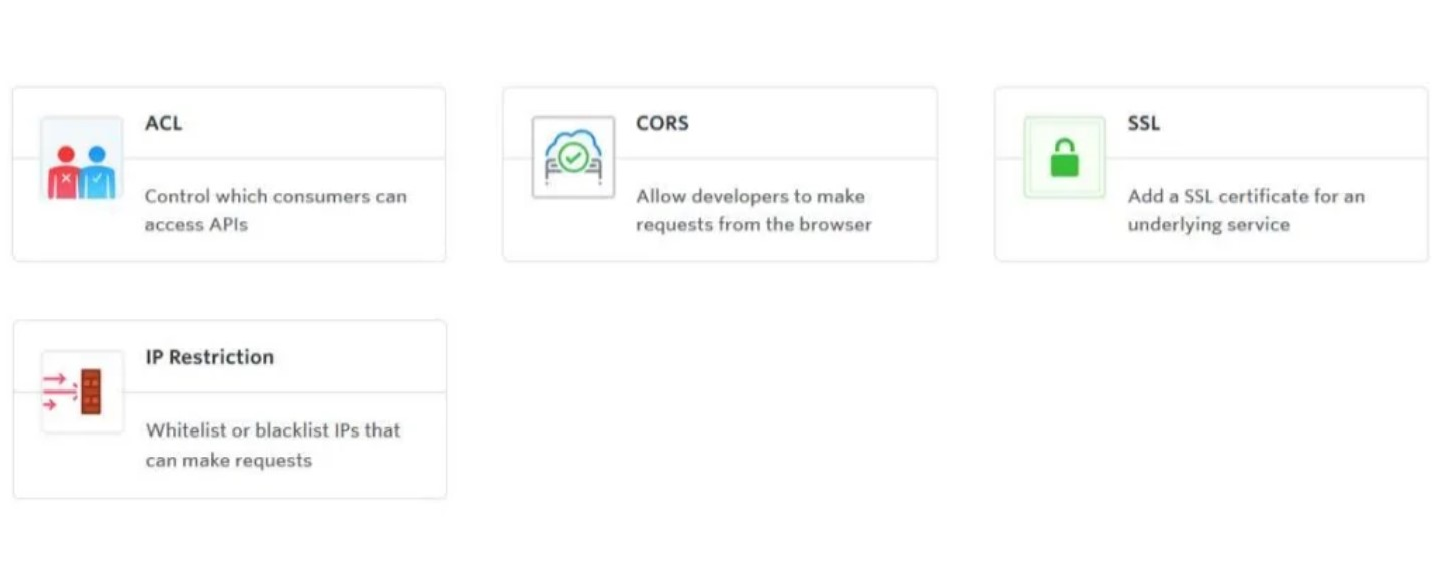 ACL
Control which consumers can
access APIs
CORS
Allow developers to make
requests from the browser
SSL
Add a SSL certificate for an
underlying service
IP Restriction
Whitelist or blacklist IPs that
can make requests